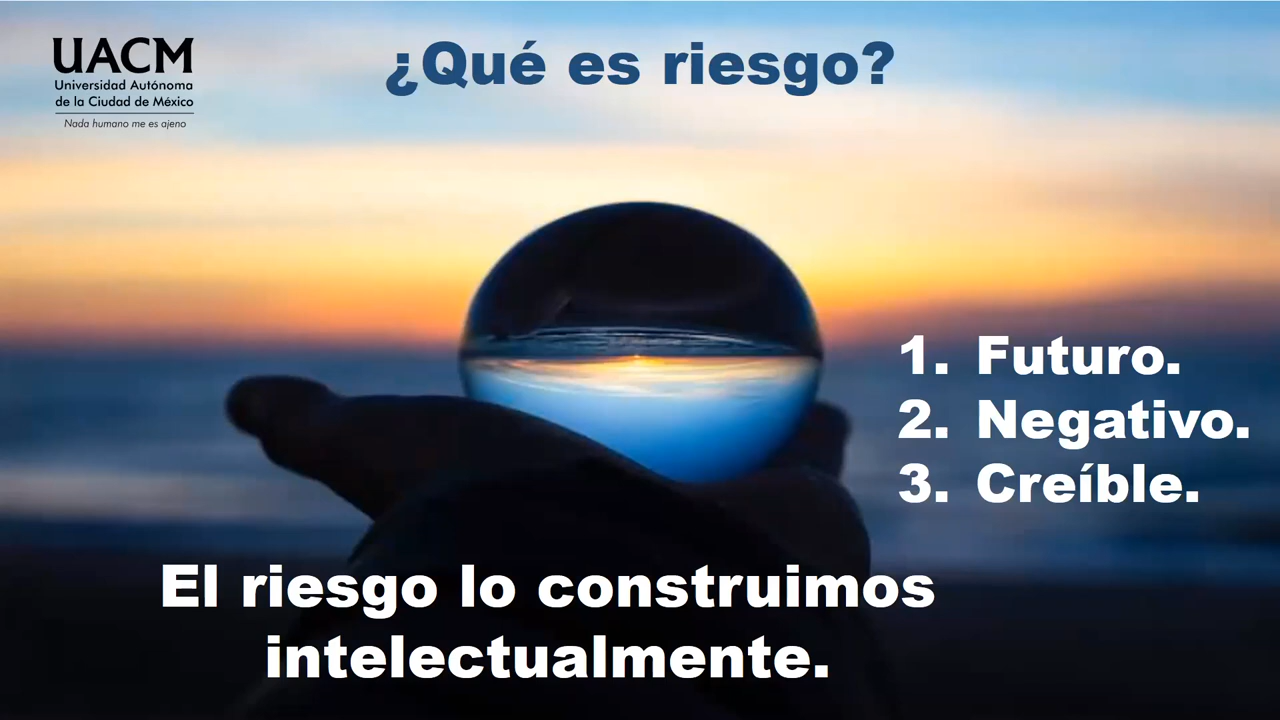 UACM
Universidad Autónoma
de la Ciudad de México
Nada humano me es ajeno
¿Qué es riesgo?
1. Futuro.
2. Negativo.
3. Creíble.
El riesgo lo construimos
intelectualmente.